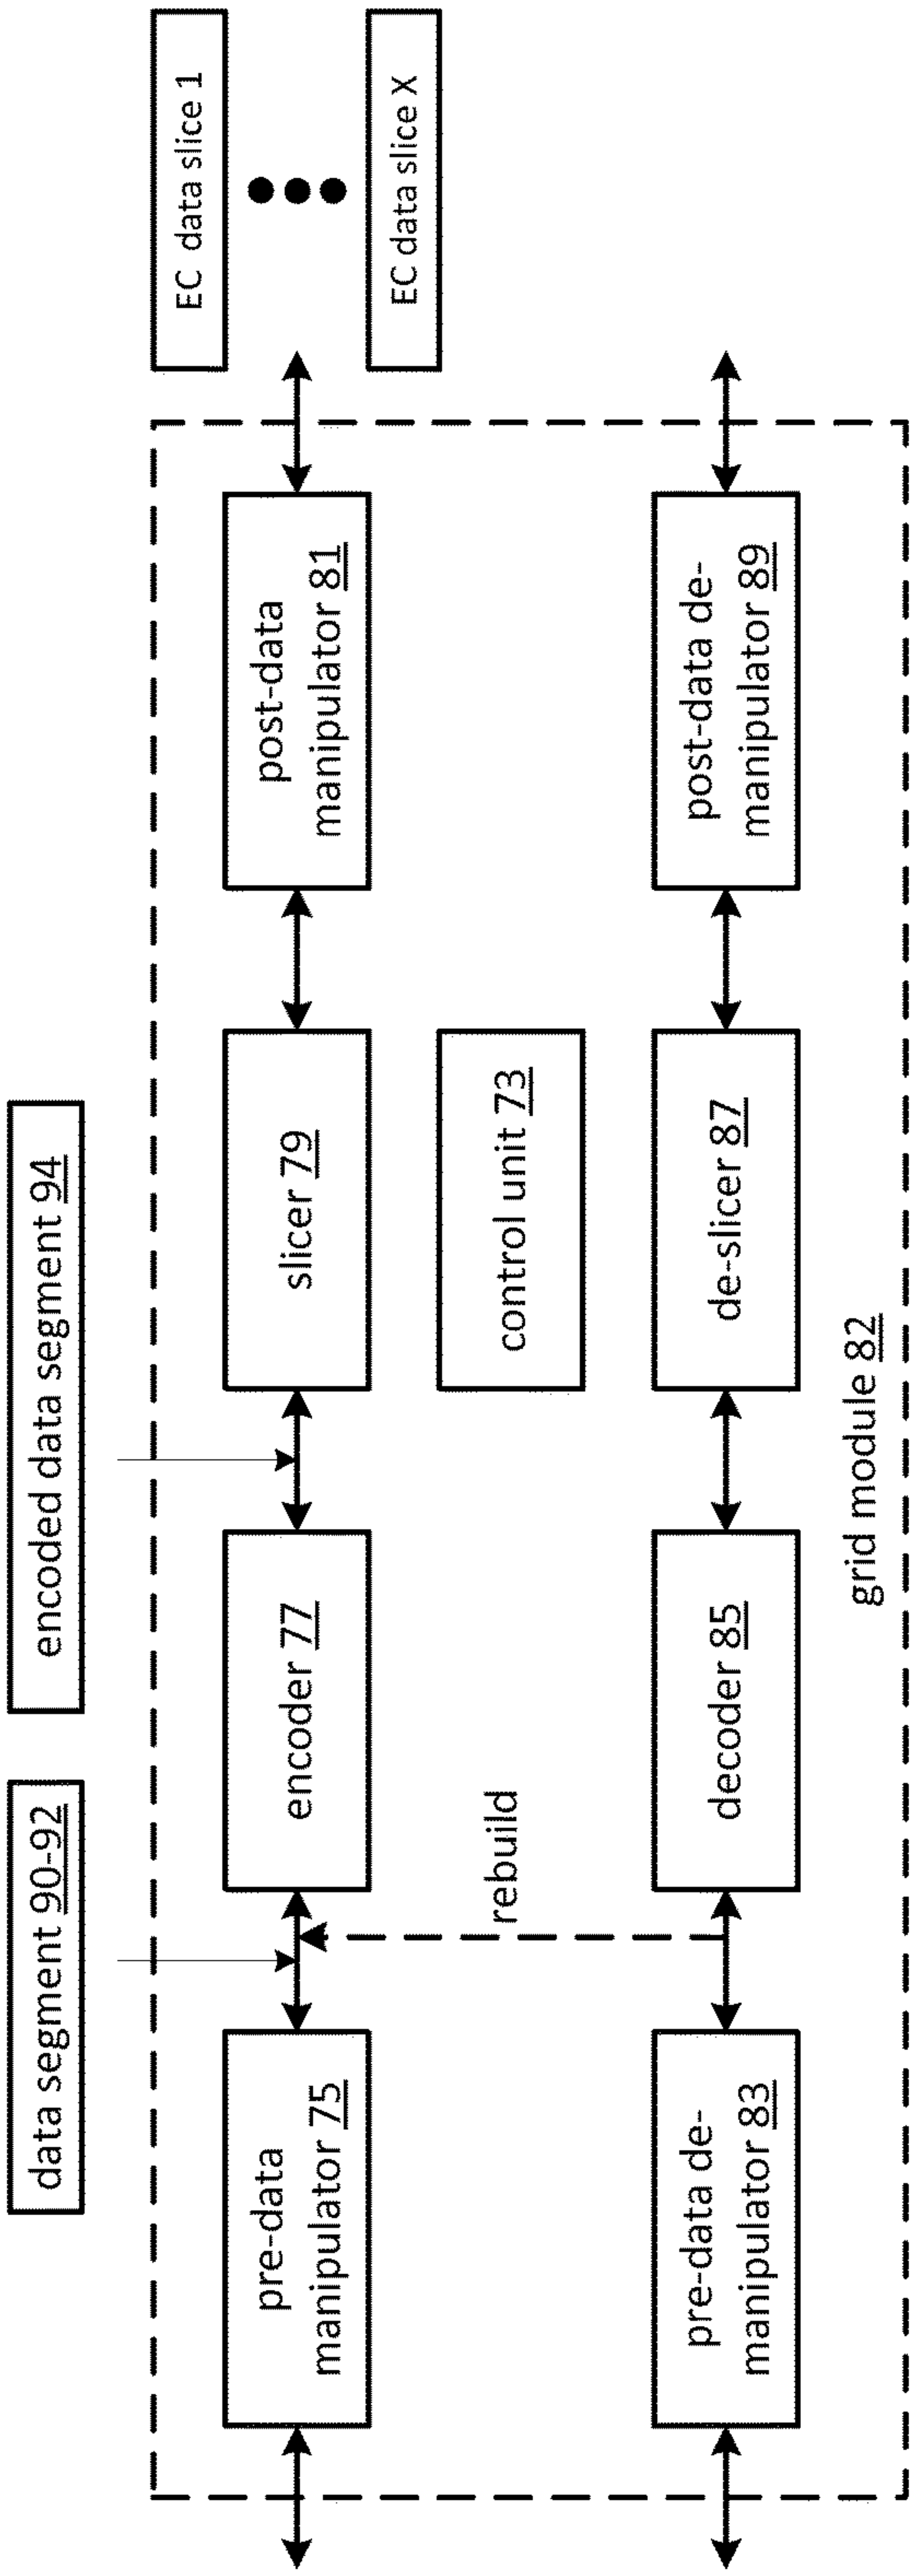 data segment 90-92
encoded data segment 94
pre-data
manipulator 75
encoder 77
slicer 79
post-data
manipulator 81
EC data slice 1
EC data slice X
rebuild
control unit 73
pre-data de-
manipulator 83
decoder 85
de-slicer 87
post-data de-
manipulator 89
grid module 82